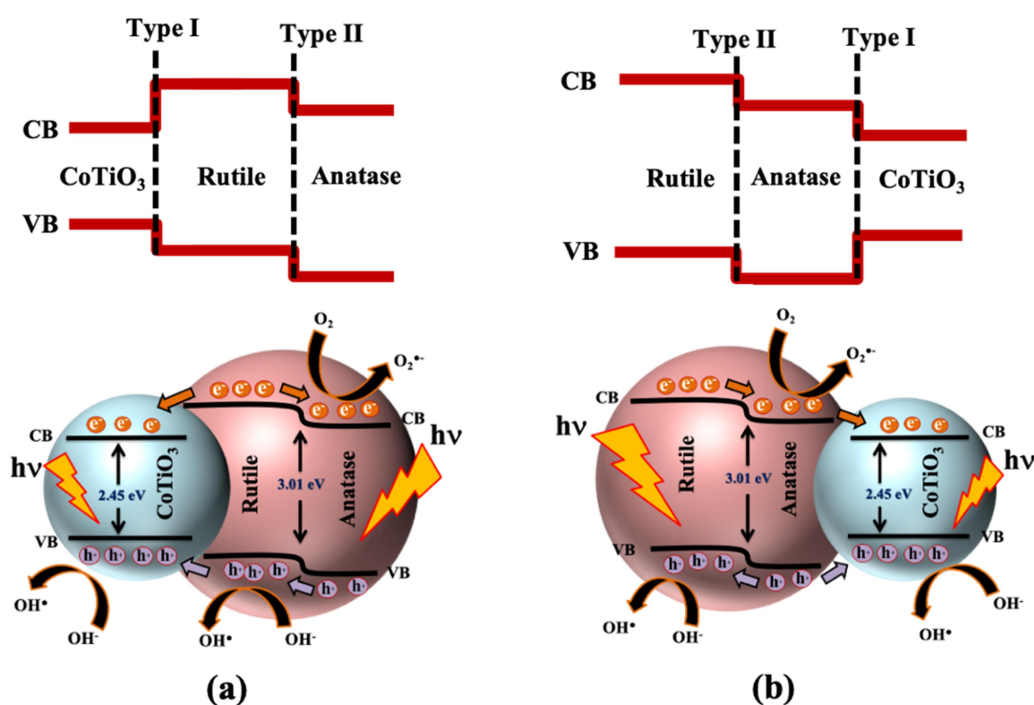 Type I
Type II
CB
CoTiO₃
Rutile
Anatase
VB
Type II
Type I
CB
Rutile
Anatase
CoTiO₃
VB
O₂
O₂•-
e- e- e-
e- e- e-
e- e- e-
CB
CB
hν
hν
2.45 eV
CoTiO₃
Rutile
3.01 eV
Anatase
VB
VB
h+ h+ h+ h+
h+ h+ h+
h+ h+
OH•
OH-
OH•
OH-
(a)
O₂
O₂•-
e- e- e-
e- e- e-
e- e- e-
CB
CB
hν
hν
Rutile
3.01 eV
Anatase
2.45 eV
CoTiO₃
VB
VB
h+ h+ h+
h+ h+
h+ h+ h+ h+
OH•
OH-
OH•
OH-
(b)